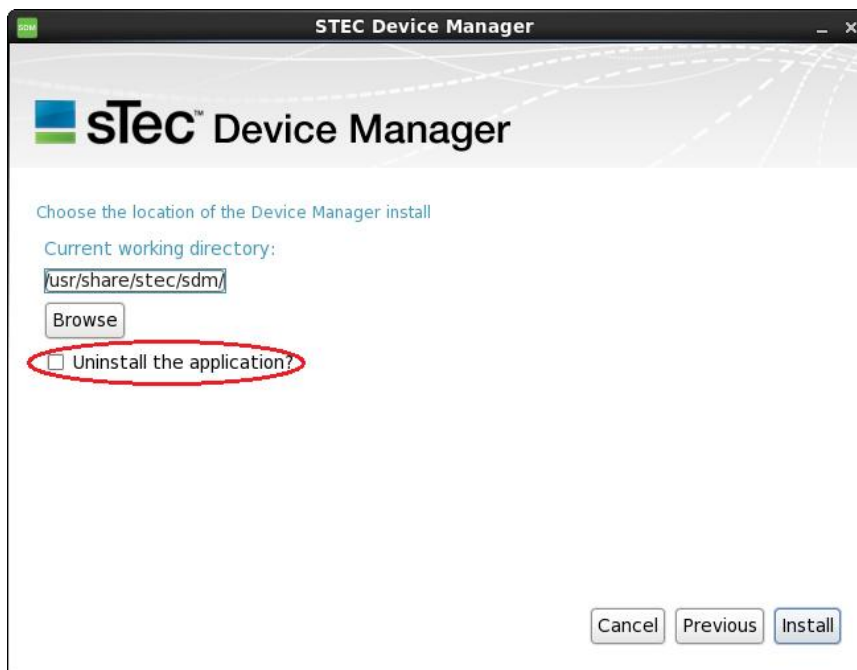 SDM STEC Device Manager
sTec™ Device Manager
Choose the location of the Device Manager install
Current working directory:
/usr/share/stec/sdm/
Browse
Uninstall the application?
Cancel Previous Install